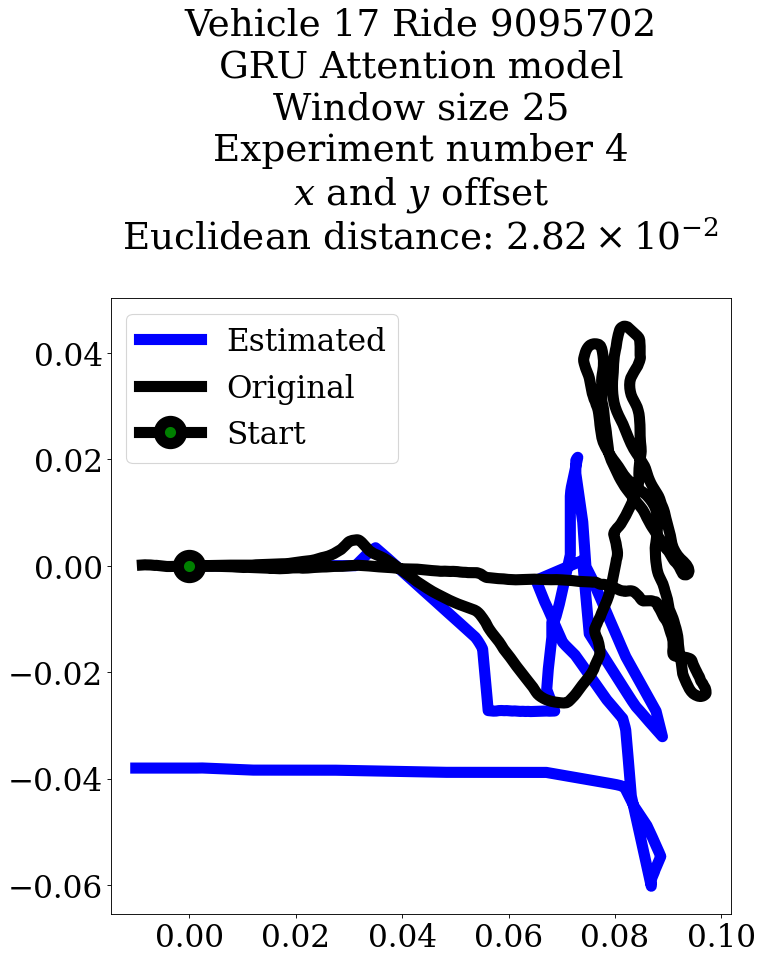 Vehicle 17 Ride 9095702
GRU Attention model
Window size 25
Experiment number 4
x and y offset
Euclidean distance: 2.82 × 10⁻²
Estimated
Original
Start
0.04
0.02
0.00
−0.02
−0.04
−0.06
0.00 0.02 0.04 0.06 0.08 0.10